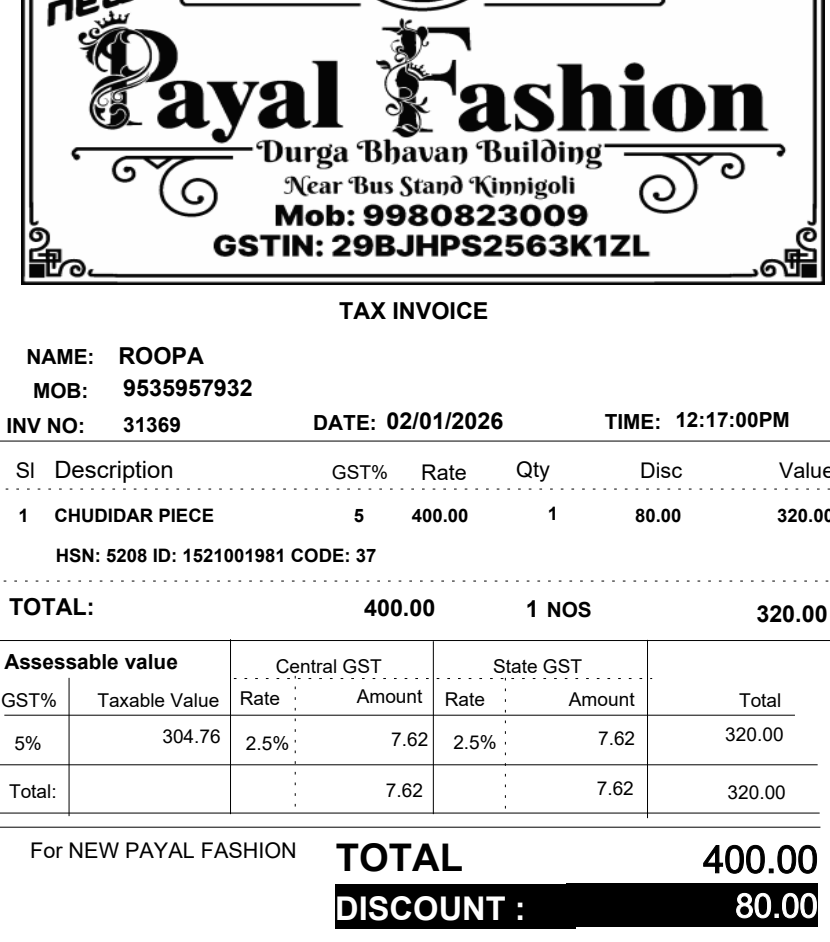 new
Payal Fashion
Durga Bhavan Building
Near Bus Stand Kinnigoli
Mob: 9980823009
GSTIN: 29BJHPS2563K1ZL
TAX INVOICE
NAME: ROOPA
MOB: 9535957932
INV NO: 31369 DATE: 02/01/2026 TIME: 12:17:00PM
Sl Description GST% Rate Qty Disc Value
1 CHUDIDAR PIECE 5 400.00 1 80.00 320.00
HSN: 5208 ID: 1521001981 CODE: 37
TOTAL: 400.00 1 NOS 320.00
Assessable value Central GST State GST
GST% Taxable Value Rate Amount Rate Amount Total
5% 304.76 2.5% 7.62 2.5% 7.62 320.00
Total: 7.62 7.62 320.00
For NEW PAYAL FASHION TOTAL 400.00
DISCOUNT : 80.00